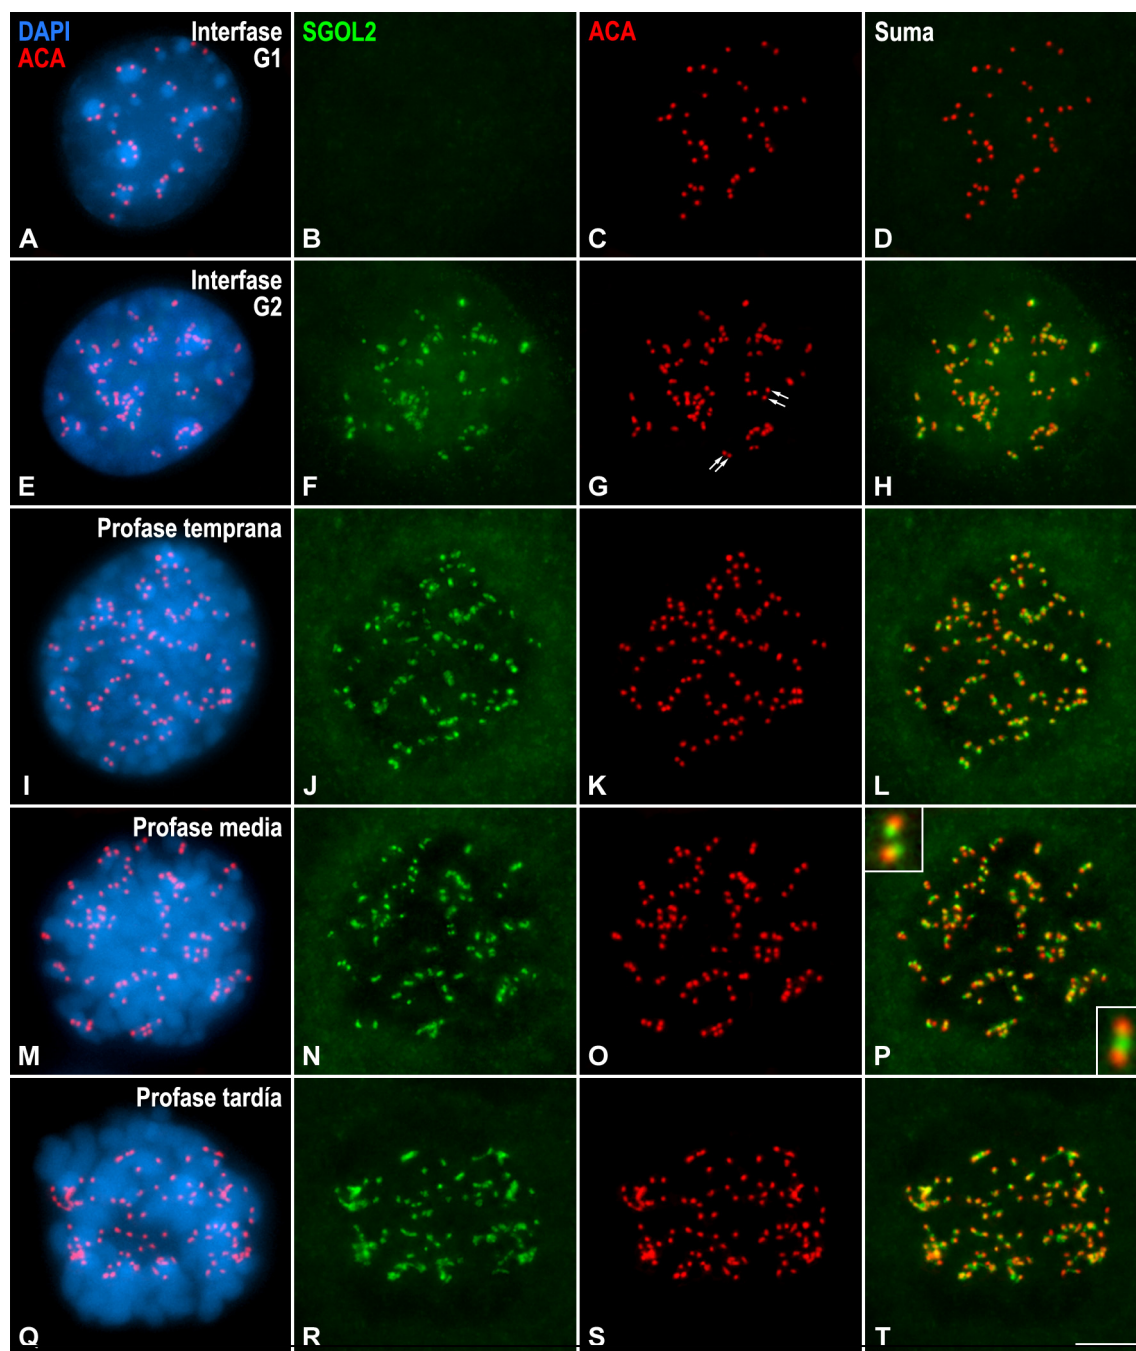 DAPI
ACA
Interfase
G1
SGOL2
ACA
Suma
A
B
C
D
Interfase
G2
E
F
G
H
Profase temprana
I
J
K
L
Profase media
M
N
O
P
Profase tardía
Q
R
S
T